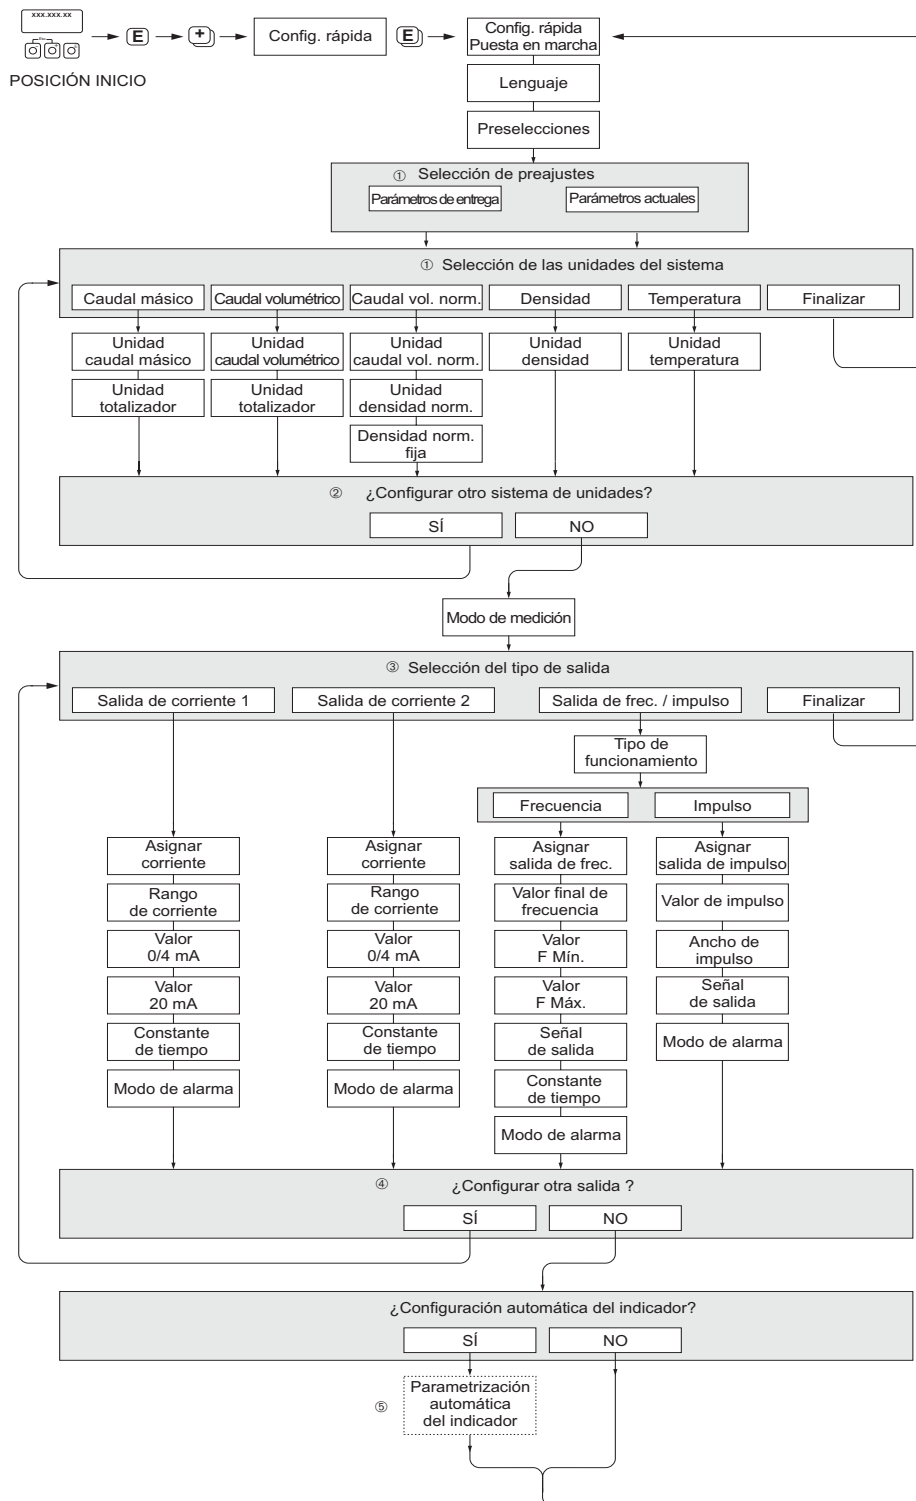 XXX.XXX.XX
Esc
E
+
Config. rápida
E
Config. rápida
Puesta en marcha
POSICIÓN INICIO
Lenguaje
Preselecciones
① Selección de preajustes
Parámetros de entrega
Parámetros actuales
① Selección de las unidades del sistema
Caudal másico
Caudal volumétrico
Caudal vol. norm.
Densidad
Temperatura
Finalizar
Unidad
caudal másico
Unidad
caudal volumétrico
Unidad
caudal vol. norm.
Unidad
densidad
Unidad
temperatura
Unidad
totalizador
Unidad
totalizador
Unidad
densidad norm.
Densidad norm.
fija
② ¿Configurar otro sistema de unidades?
SÍ
NO
Modo de medición
③ Selección del tipo de salida
Salida de corriente 1
Salida de corriente 2
Salida de frec. / impulso
Finalizar
Tipo de
funcionamiento
Frecuencia
Impulso
Asignar
corriente
Asignar
corriente
Asignar
salida de frec.
Asignar
salida de impulso
Rango
de corriente
Rango
de corriente
Valor final de
frecuencia
Valor de impulso
Valor
0/4 mA
Valor
0/4 mA
Valor
F Mín.
Ancho de
impulso
Valor
20 mA
Valor
20 mA
Valor
F Máx.
Señal
de salida
Constante
de tiempo
Constante
de tiempo
Señal
de salida
Modo de alarma
Modo de alarma
Modo de alarma
Constante
de tiempo
Modo de alarma
④ ¿Configurar otra salida ?
SÍ
NO
¿Configuración automática del indicador?
SÍ
NO
⑤
Parametrización
automática
del indicador